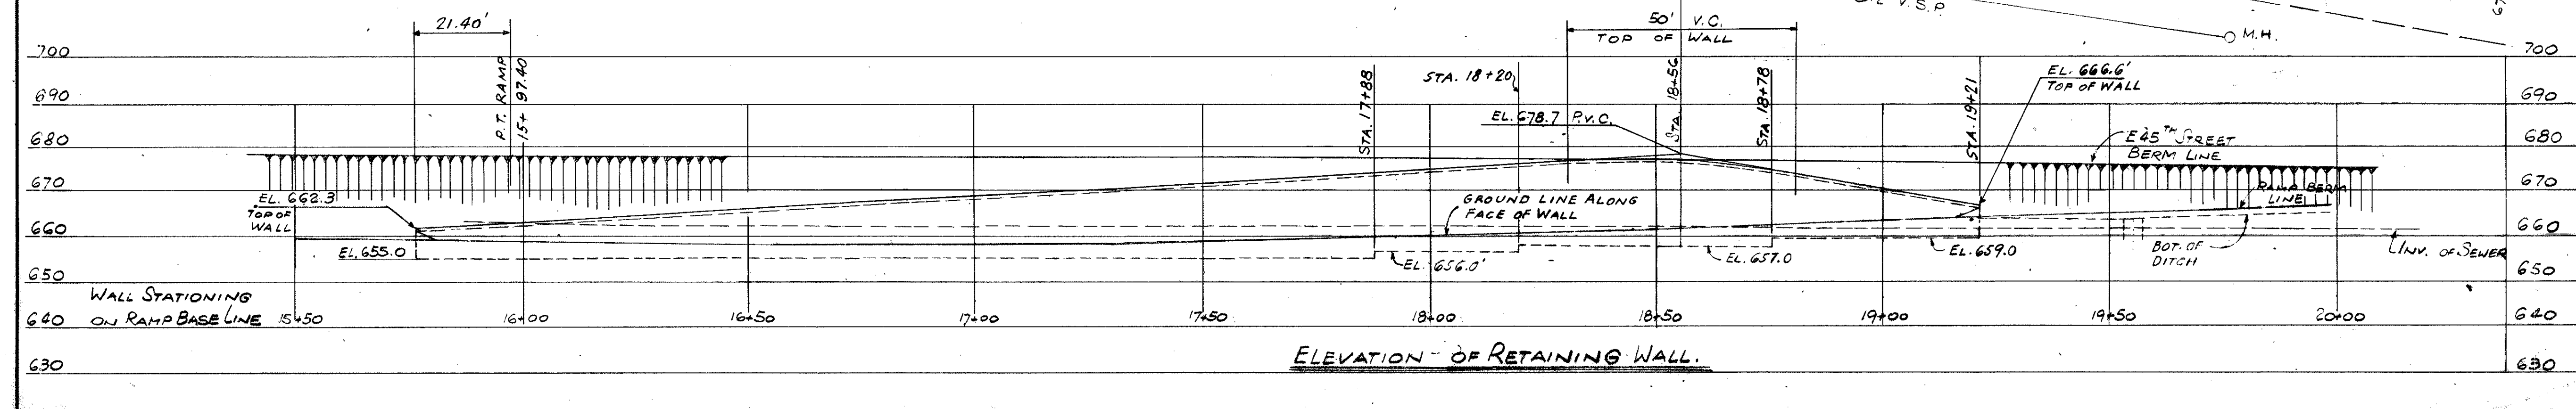 21.40'
50' V.C.
TOP OF WALL
V.S.P.
M.H.
700
700
P.T. RAMP
15+97.40
STA. 17+88
STA. 18+20
STA. 18+56
STA. 18+78
STA. 19+21
EL. 666.6'
TOP OF WALL
690
690
EL. 678.7 P.V.C.
680
680
E 45TH STREET
BERM LINE
670
670
EL. 662.3
TOP OF
WALL
GROUND LINE ALONG
FACE OF WALL
RAMP BERM
LINE
660
660
EL. 655.0
EL. 656.0'
EL. 657.0
EL. 659.0
BOT. OF
DITCH
INV. OF SEWER
650
650
WALL STATIONING
ON RAMP BASE LINE
640
15+50
16+00
16+50
17+00
17+50
18+00
18+50
19+00
19+50
20+00
640
ELEVATION - OF RETAINING WALL.
630
630